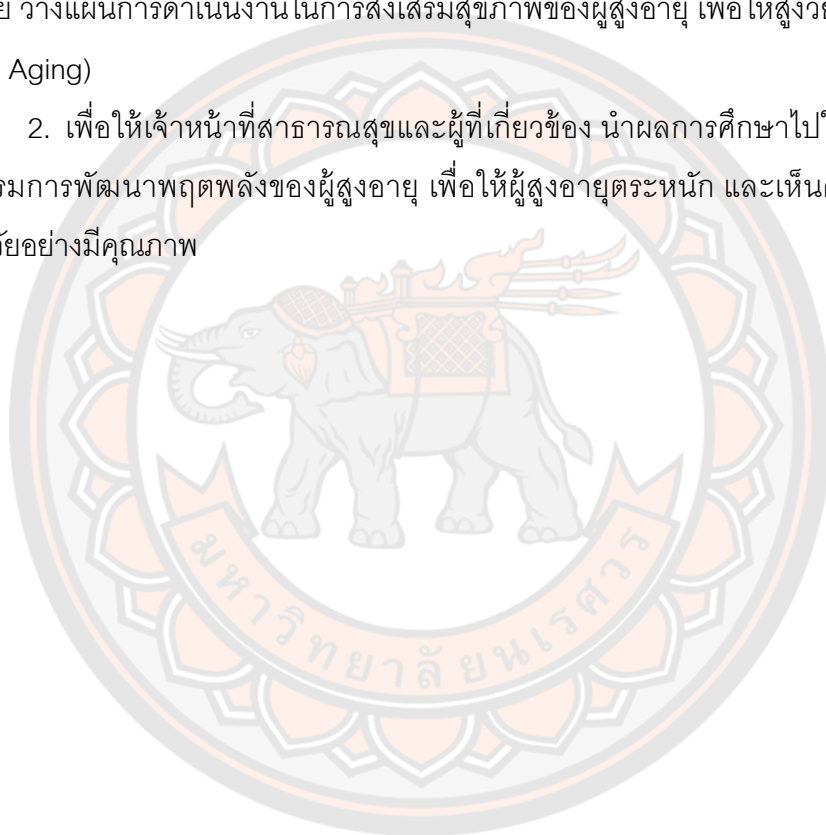 วางแผนการดำเนินงานในการส่งเสริมสุขภาพของผู้สูงอายุ เพื่อให้สูงวัย
Aging)
2. เพื่อให้เจ้าหน้าที่สาธารณสุขและผู้ที่เกี่ยวข้อง นำผลการศึกษาไป
รมการพัฒนาพฤฒพลังของผู้สูงอายุ เพื่อให้ผู้สูงอายุตระหนัก และเห็น
วัยอย่างมีคุณภาพ
มหาวิทยาลัยนเรศวร